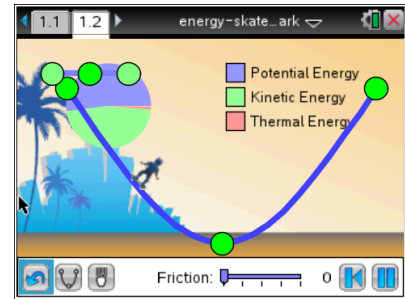 1.1 1.2 energy-skate…ark
Potential Energy
Kinetic Energy
Thermal Energy
Friction: 0